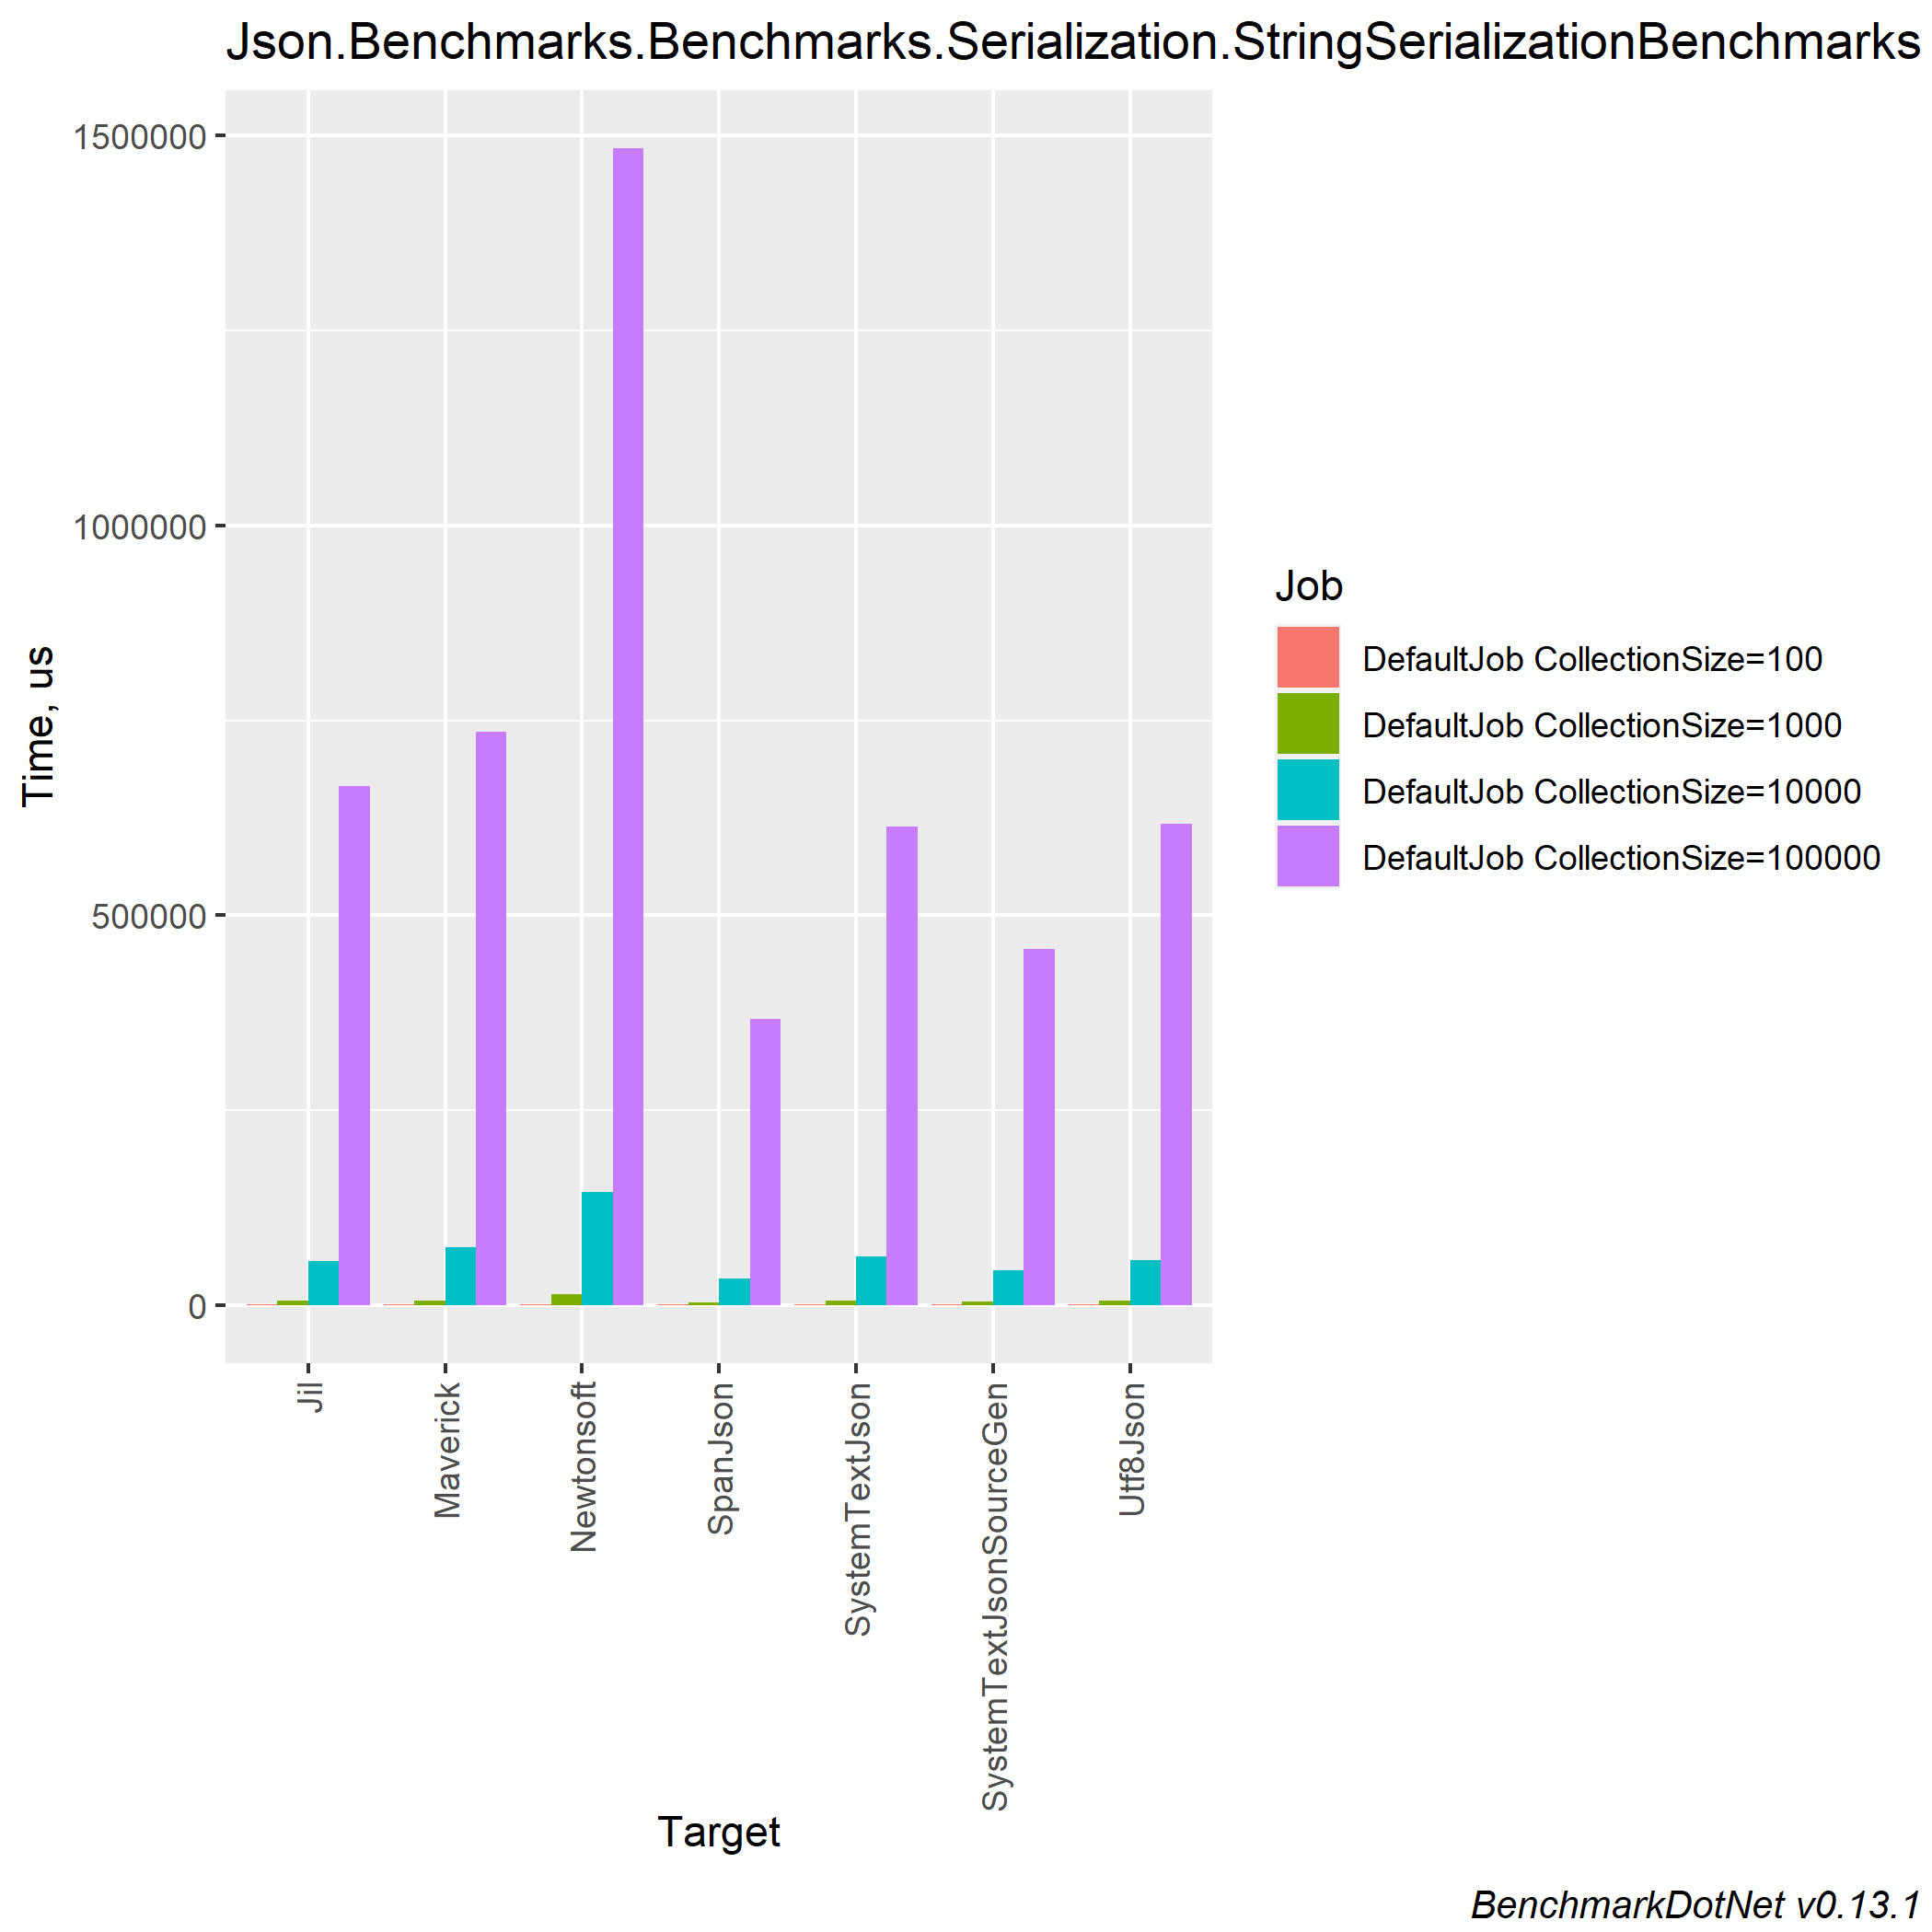 Json.Benchmarks.Benchmarks.Serialization.StringSerializationBenchmarks
1500000
1000000
500000
0
Time, us
Jil
Maverick
Newtonsoft
SpanJson
SystemTextJson
SystemTextJsonSourceGen
Utf8Json
Target
Job
DefaultJob CollectionSize=100
DefaultJob CollectionSize=1000
DefaultJob CollectionSize=10000
DefaultJob CollectionSize=100000
BenchmarkDotNet v0.13.1